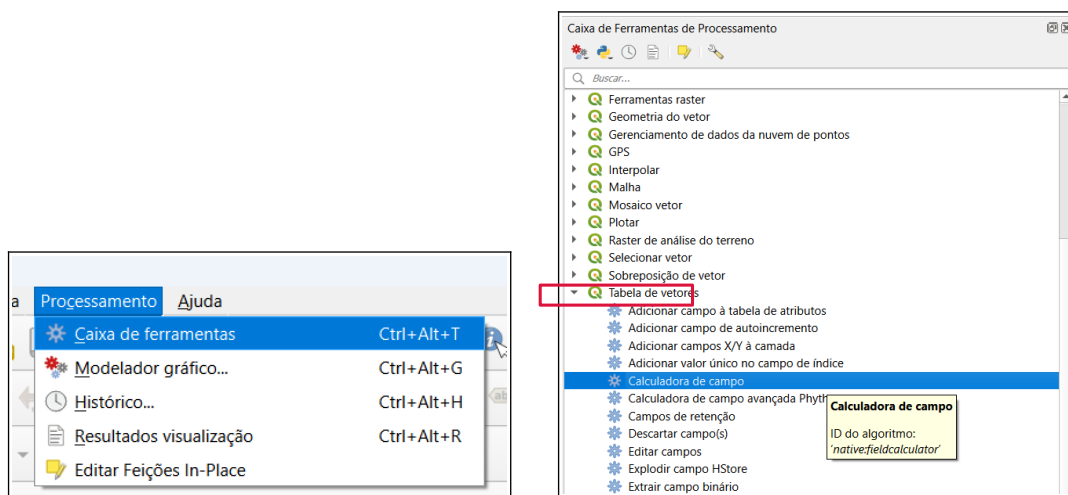 a Processamento Ajuda
Caixa de ferramentas Ctrl+Alt+T
Modelador gráfico... Ctrl+Alt+G
Histórico... Ctrl+Alt+H
Resultados visualização Ctrl+Alt+R
Editar Feições In-Place
Caixa de Ferramentas de Processamento
Buscar...
Ferramentas raster
Geometria do vetor
Gerenciamento de dados da nuvem de pontos
GPS
Interpolar
Malha
Mosaico vetor
Plotar
Raster de análise do terreno
Selecionar vetor
Sobreposição de vetor
Tabela de vetores
Adicionar campo à tabela de atributos
Adicionar campo de autoincremento
Adicionar campos X/Y à camada
Adicionar valor único no campo de índice
Calculadora de campo
Calculadora de campo avançada Phyth
Campos de retenção
Descartar campo(s)
Editar campos
Explodir campo HStore
Extrair campo binário
Calculadora de campo
ID do algoritmo:
'native:fieldcalculator'